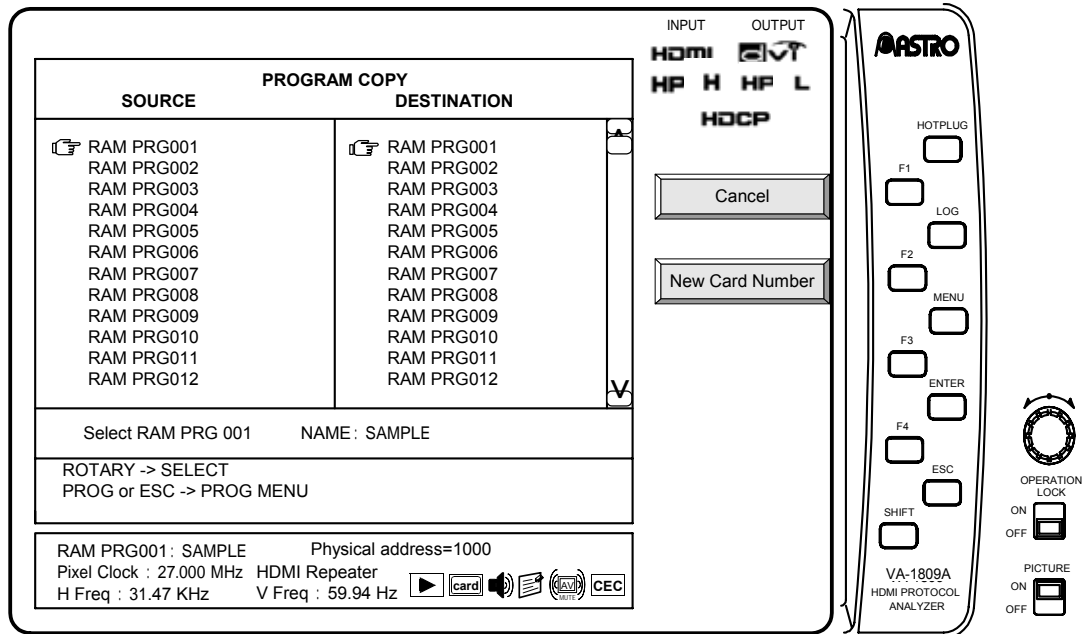 INPUT OUTPUT
HDMI DVI
HP H HP L
HDCP
PROGRAM COPY
SOURCE DESTINATION
RAM PRG001 RAM PRG001
RAM PRG002 RAM PRG002
RAM PRG003 RAM PRG003
RAM PRG004 RAM PRG004
RAM PRG005 RAM PRG005
RAM PRG006 RAM PRG006
RAM PRG007 RAM PRG007
RAM PRG008 RAM PRG008
RAM PRG009 RAM PRG009
RAM PRG010 RAM PRG010
RAM PRG011 RAM PRG011
RAM PRG012 RAM PRG012
Select RAM PRG 001 NAME: SAMPLE
ROTARY -> SELECT
PROG or ESC -> PROG MENU
RAM PRG001: SAMPLE Physical address=1000
Pixel Clock : 27.000 MHz HDMI Repeater
H Freq : 31.47 KHz V Freq : 59.94 Hz card AV MUTE CEC
Cancel
New Card Number
ASTRO
HOTPLUG
F1
LOG
F2
MENU
F3
ENTER
F4
ESC
SHIFT
VA-1809A
HDMI PROTOCOL
ANALYZER
OPERATION
LOCK
ON
OFF
PICTURE
ON
OFF